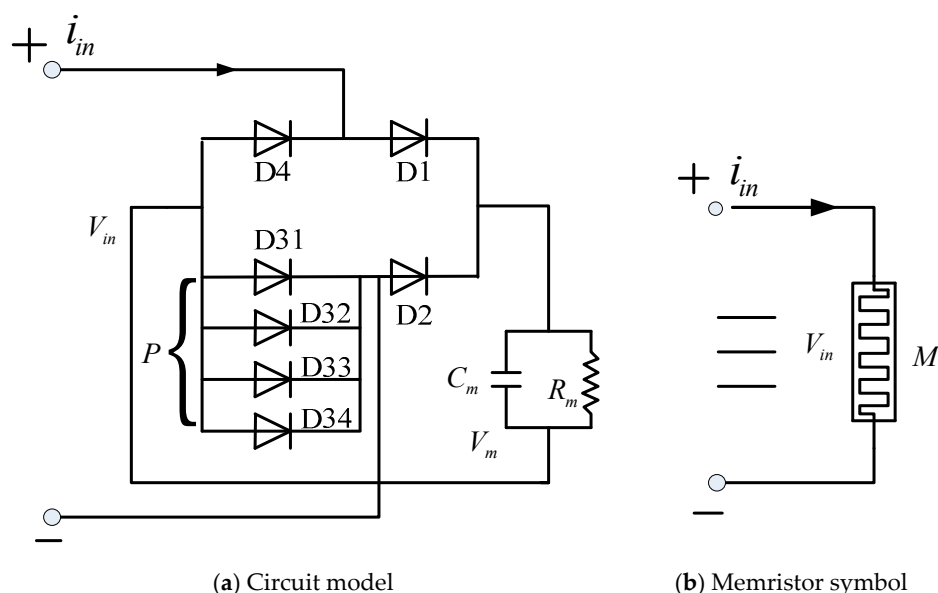 + i_in
D4 D1
V_in
D31
D2
P
D32
D33
D34
C_m R_m
V_m
−
+ i_in
V_in M
−
(a) Circuit model (b) Memristor symbol